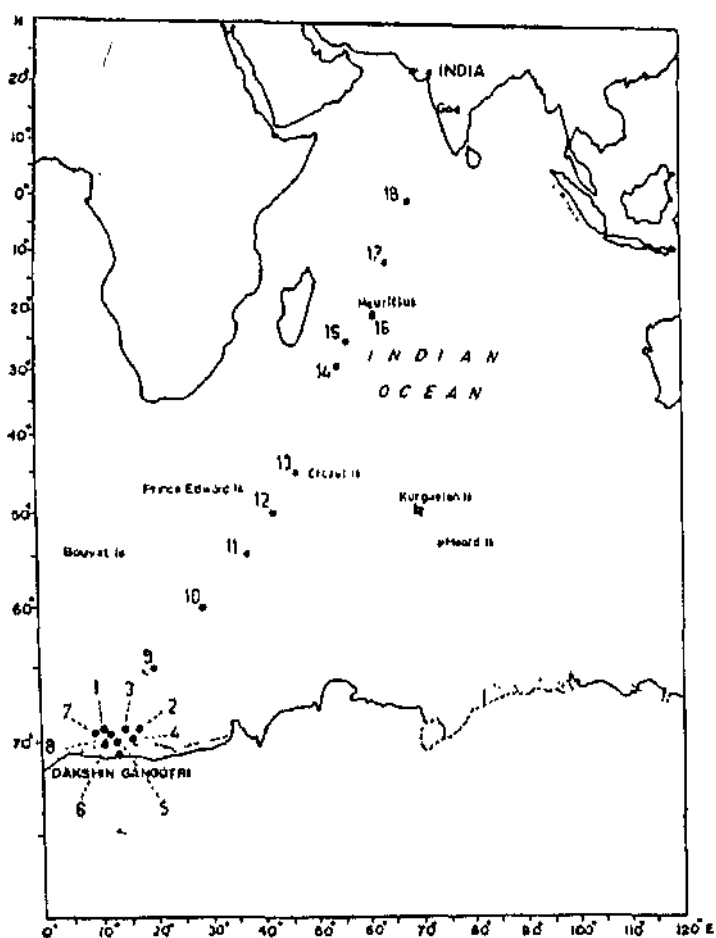 N
20°
INDIA
Goa
10°
0°
18
10°
17
20°
Mauritius
16
15
INDIAN
30°
14
OCEAN
40°
13
Crozet Is
Prince Edward Is
Kurguelen Is
50°
12
Bouvet Is
11
Heard Is
60°
10
9
1 3
7 2
8 4
70°
DAKSHIN GANGOTRI
6 5
0° 10° 20° 30° 40° 50° 60° 70° 80° 90° 100° 110° 120° E